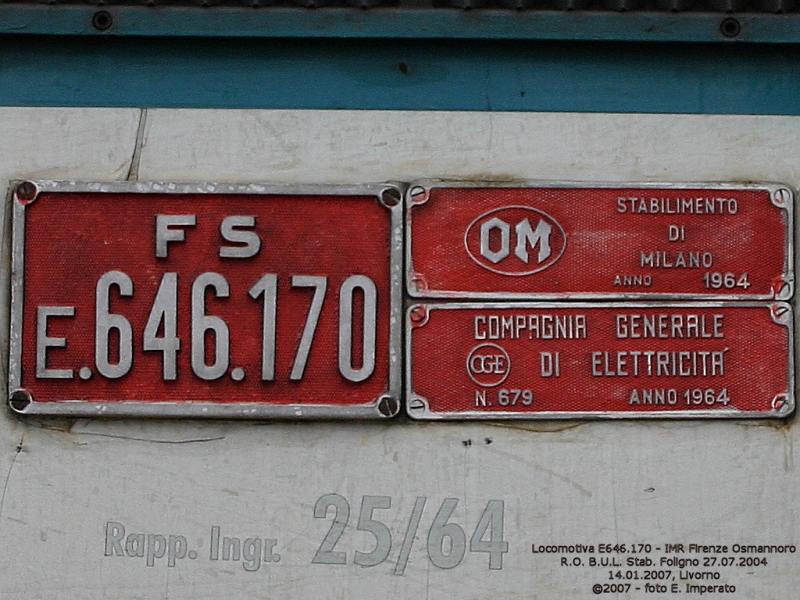 FS
E.646.170
OM
STABILIMENTO
DI
MILANO
ANNO 1964
COMPAGNIA GENERALE
CGE DI ELETTRICITÀ
N. 679 ANNO 1964
Rapp. Ingr. 25/64
Locomotiva E646.170 - IMR Firenze Osmannoro
R.O. B.U.L. Stab. Foligno 27.07.2004
14.01.2007, Livorno
©2007 - foto E. Imperato